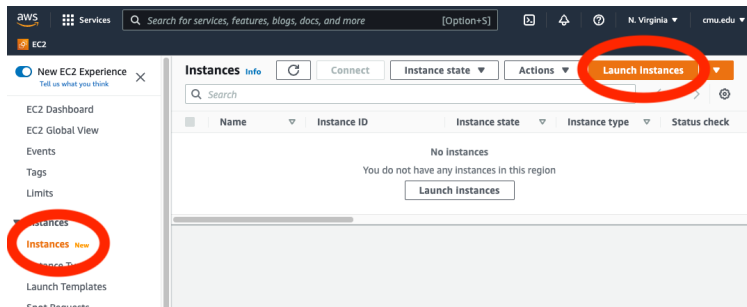 aws
Services
Search for services, features, blogs, docs, and more
[Option+S]
N. Virginia ▼
cmu.edu ▼
EC2
New EC2 Experience
Tell us what you think
EC2 Dashboard
EC2 Global View
Events
Tags
Limits
Instances
Instances New
Launch Templates
Spot Requests
Instances Info
Connect
Instance state ▼
Actions ▼
Launch instances
Search
Name
Instance ID
Instance state
Instance type
Status check
No instances
You do not have any instances in this region
Launch instances